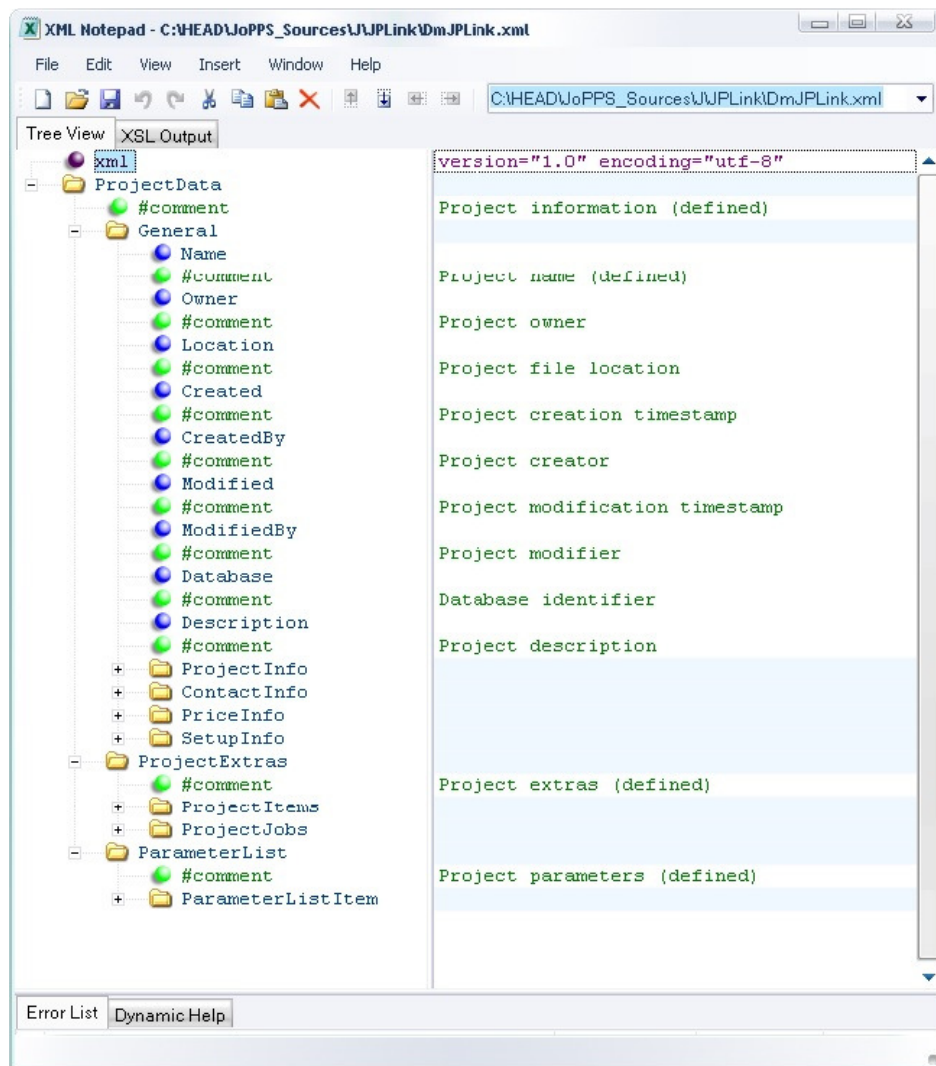 XML Notepad - C:\HEAD\JoPPS_Sources\J\JPLink\DmJPLink.xml
File Edit View Insert Window Help
C:\HEAD\JoPPS_Sources\J\JPLink\DmJPLink.xml
Tree View XSL Output
xml version="1.0" encoding="utf-8"
ProjectData
#comment Project information (defined)
General
Name
#comment Project name (defined)
Owner
#comment Project owner
Location
#comment Project file location
Created
#comment Project creation timestamp
CreatedBy
#comment Project creator
Modified
#comment Project modification timestamp
ModifiedBy
#comment Project modifier
Database
#comment Database identifier
Description
#comment Project description
ProjectInfo
ContactInfo
PriceInfo
SetupInfo
ProjectExtras
#comment Project extras (defined)
ProjectItems
ProjectJobs
ParameterList
#comment Project parameters (defined)
ParameterListItem
Error List Dynamic Help